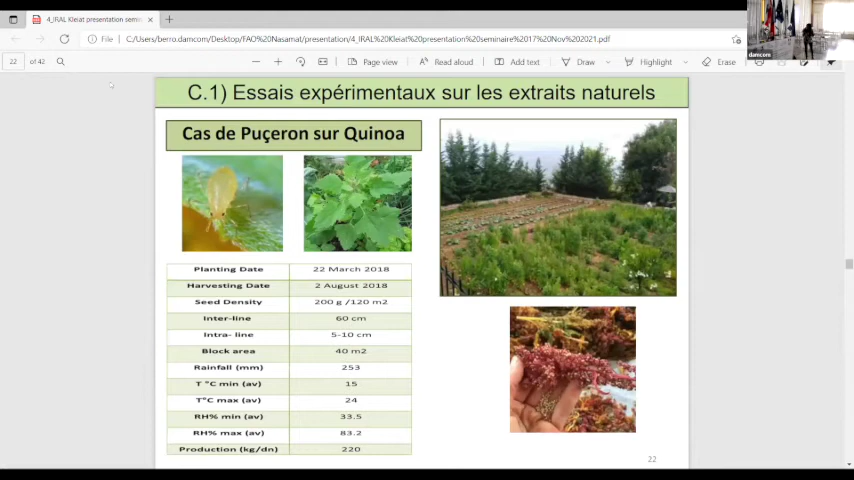 4_IRAL Kleiat presentation semin
File
C:/Users/berro.damcom/Desktop/FAO%20Nasamat/presentation/4_IRAL%20Kleiat%20presentation%20seminaire%2017%20Nov%202021.pdf
damcom
22 of 42
Page view
Read aloud
Add text
Draw
Highlight
Erase
C.1) Essais expérimentaux sur les extraits naturels
Cas de Puçeron sur Quinoa
Planting Date 22 March 2018
Harvesting Date 2 August 2018
Seed Density 200 g /120 m2
Inter-line 60 cm
Intra- line 5-10 cm
Block area 40 m2
Rainfall (mm) 253
T °C min (av) 15
T°C max (av) 24
RH% min (av) 33.5
RH% max (av) 83.2
Production (kg/dn) 220
22